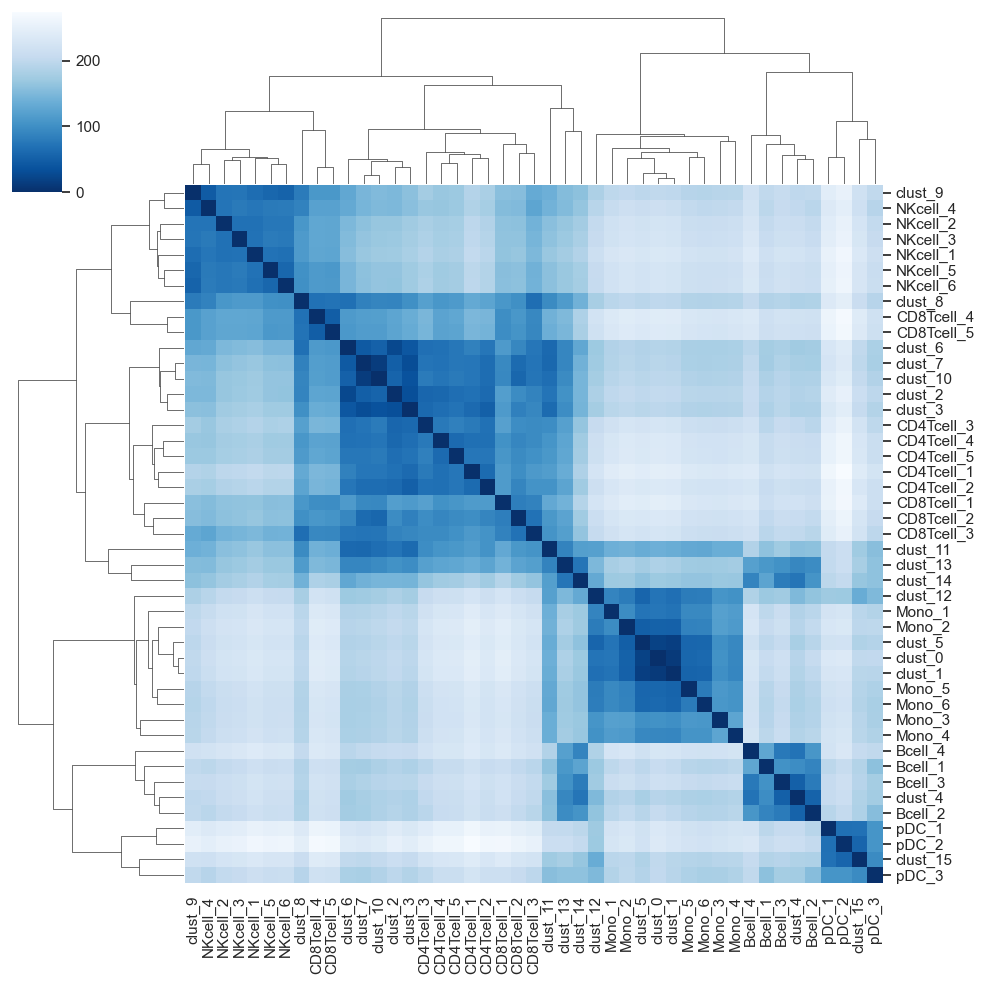 200
100
0
clust_9
NKcell_4
NKcell_2
NKcell_3
NKcell_1
NKcell_5
NKcell_6
clust_8
CD8Tcell_4
CD8Tcell_5
clust_6
clust_7
clust_10
clust_2
clust_3
CD4Tcell_3
CD4Tcell_4
CD4Tcell_5
CD4Tcell_1
CD4Tcell_2
CD8Tcell_1
CD8Tcell_2
CD8Tcell_3
clust_11
clust_13
clust_14
clust_12
Mono_1
Mono_2
clust_5
clust_0
clust_1
Mono_5
Mono_6
Mono_3
Mono_4
Bcell_4
Bcell_1
Bcell_3
clust_4
Bcell_2
pDC_1
pDC_2
clust_15
pDC_3
clust_9
NKcell_4
NKcell_2
NKcell_3
NKcell_1
NKcell_5
NKcell_6
clust_8
CD8Tcell_4
CD8Tcell_5
clust_6
clust_7
clust_10
clust_2
clust_3
CD4Tcell_3
CD4Tcell_4
CD4Tcell_5
CD4Tcell_1
CD4Tcell_2
CD8Tcell_1
CD8Tcell_2
CD8Tcell_3
clust_11
clust_13
clust_14
clust_12
Mono_1
Mono_2
clust_5
clust_0
clust_1
Mono_5
Mono_6
Mono_3
Mono_4
Bcell_4
Bcell_1
Bcell_3
clust_4
Bcell_2
pDC_1
pDC_2
clust_15
pDC_3